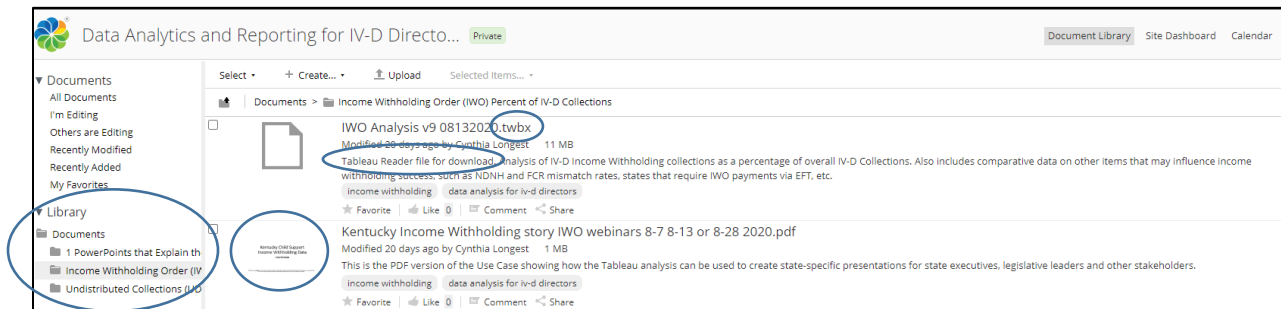 Data Analytics and Reporting for IV-D Directo... Private
Document Library Site Dashboard Calendar
Documents
All Documents
I'm Editing
Others are Editing
Recently Modified
Recently Added
My Favorites
Library
Documents
1 PowerPoints that Explain th
Income Withholding Order (IV
Undistributed Collections (UD
Select
+ Create...
Upload
Selected Items...
Documents > Income Withholding Order (IWO) Percent of IV-D Collections
IWO Analysis v9 08132020.twbx
Modified 20 days ago by Cynthia Longest 11 MB
Tableau Reader file for download. Analysis of IV-D Income Withholding collections as a percentage of overall IV-D Collections. Also includes comparative data on other items that may influence income
withholding success, such as NDNH and FCR mismatch rates, states that require IWO payments via EFT, etc.
income withholding data analysis for iv-d directors
Favorite Like 0 Comment Share
Kentucky Child Support
Income Withholding Data
Kentucky Income Withholding story IWO webinars 8-7 8-13 or 8-28 2020.pdf
Modified 20 days ago by Cynthia Longest 1 MB
This is the PDF version of the Use Case showing how the Tableau analysis can be used to create state-specific presentations for state executives, legislative leaders and other stakeholders.
income withholding data analysis for iv-d directors
Favorite Like 0 Comment Share